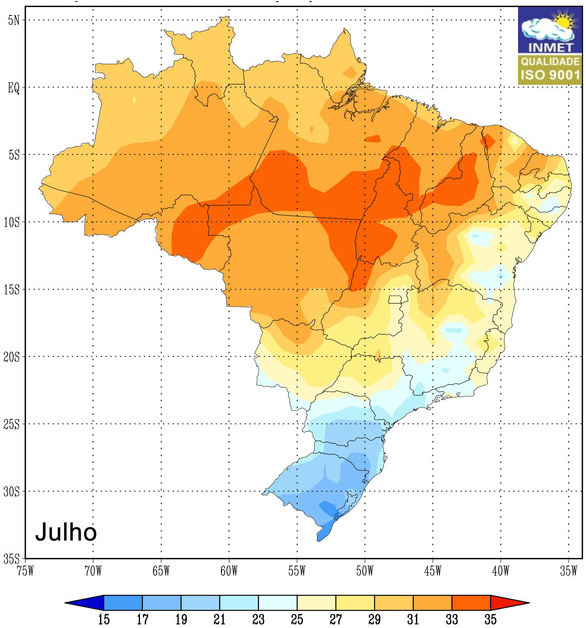 5N
INMET
QUALIDADE
ISO 9001
EQ
5S
10S
15S
20S
25S
30S
Julho
35S
75W 70W 65W 60W 55W 50W 45W 40W 35W
15 17 19 21 23 25 27 29 31 33 35